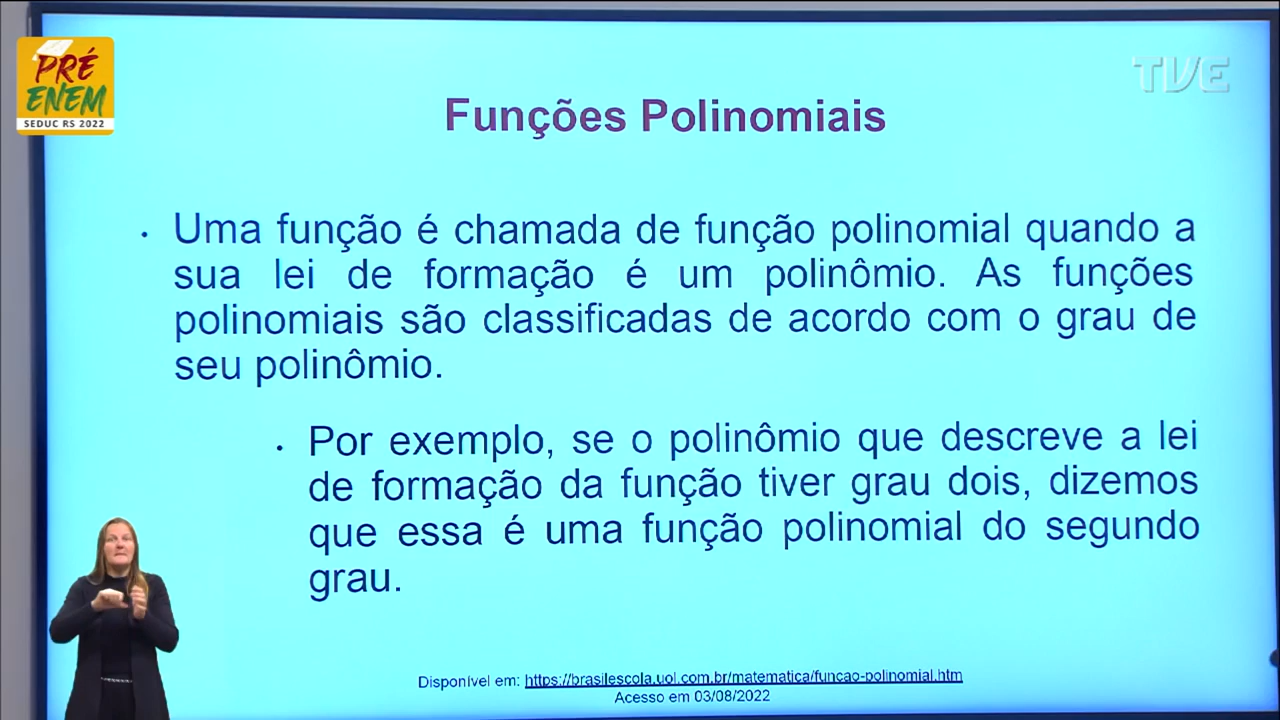 PRÉ
ENEM
SEDUC RS 2022
TVE
Funções Polinomiais
• Uma função é chamada de função polinomial quando a
sua lei de formação é um polinômio. As funções
polinomiais são classificadas de acordo com o grau de
seu polinômio.
• Por exemplo, se o polinômio que descreve a lei
de formação da função tiver grau dois, dizemos
que essa é uma função polinomial do segundo
grau.
Disponível em: https://brasilescola.uol.com.br/matematica/funcao-polinomial.htm
Acesso em 03/08/2022